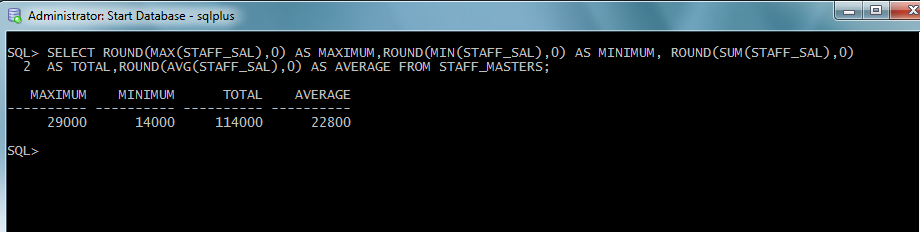 Administrator: Start Database - sqlplus
SQL> SELECT ROUND(MAX(STAFF_SAL),0) AS MAXIMUM,ROUND(MIN(STAFF_SAL),0) AS MINIMUM, ROUND(SUM(STAFF_SAL),0)
2 AS TOTAL,ROUND(AVG(STAFF_SAL),0) AS AVERAGE FROM STAFF_MASTERS;
MAXIMUM MINIMUM TOTAL AVERAGE
---------- ---------- ---------- ----------
29000 14000 114000 22800
SQL>